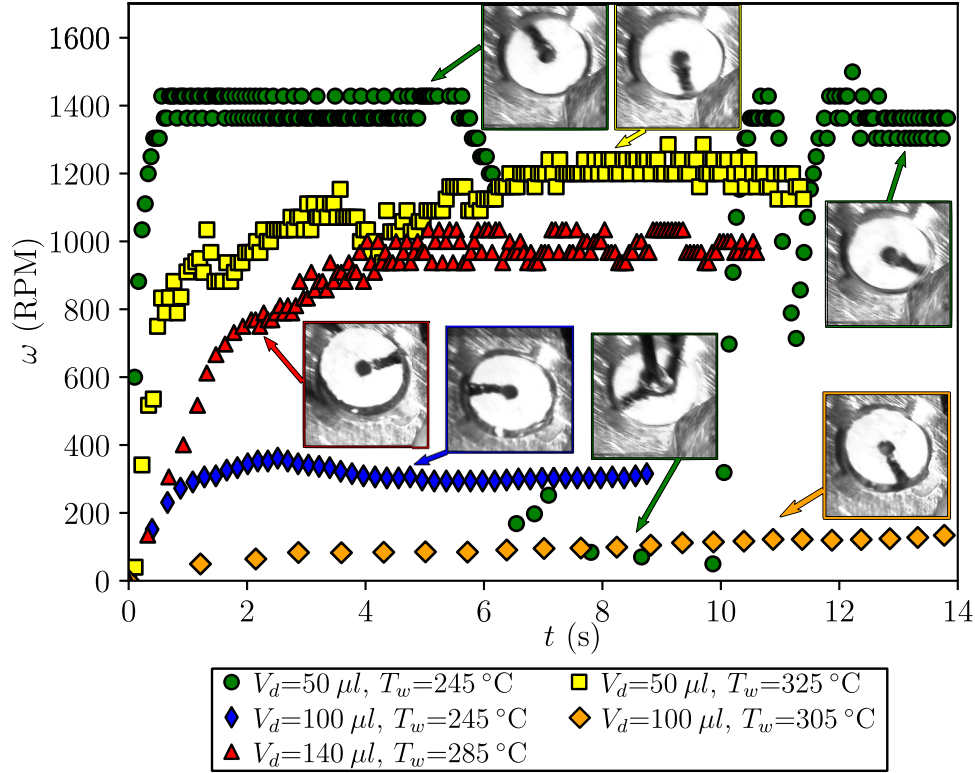 1600
1400
1200
1000
800
600
400
200
0
ω (RPM)
0 2 4 6 8 10 12 14
t (s)
V_d=50 μl, T_w=245 °C
V_d=100 μl, T_w=245 °C
V_d=140 μl, T_w=285 °C
V_d=50 μl, T_w=325 °C
V_d=100 μl, T_w=305 °C